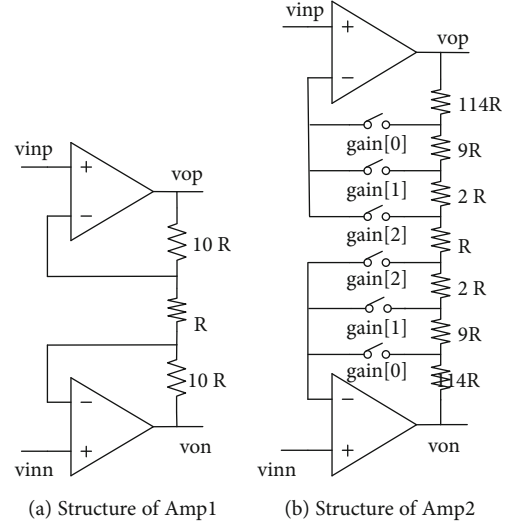 vinp
vop
10 R
R
10 R
vinn
von
(a) Structure of Amp1
vinp
vop
114R
gain[0]
9R
gain[1]
2 R
gain[2]
R
gain[2]
2 R
gain[1]
9R
gain[0]
114R
vinn
von
(b) Structure of Amp2